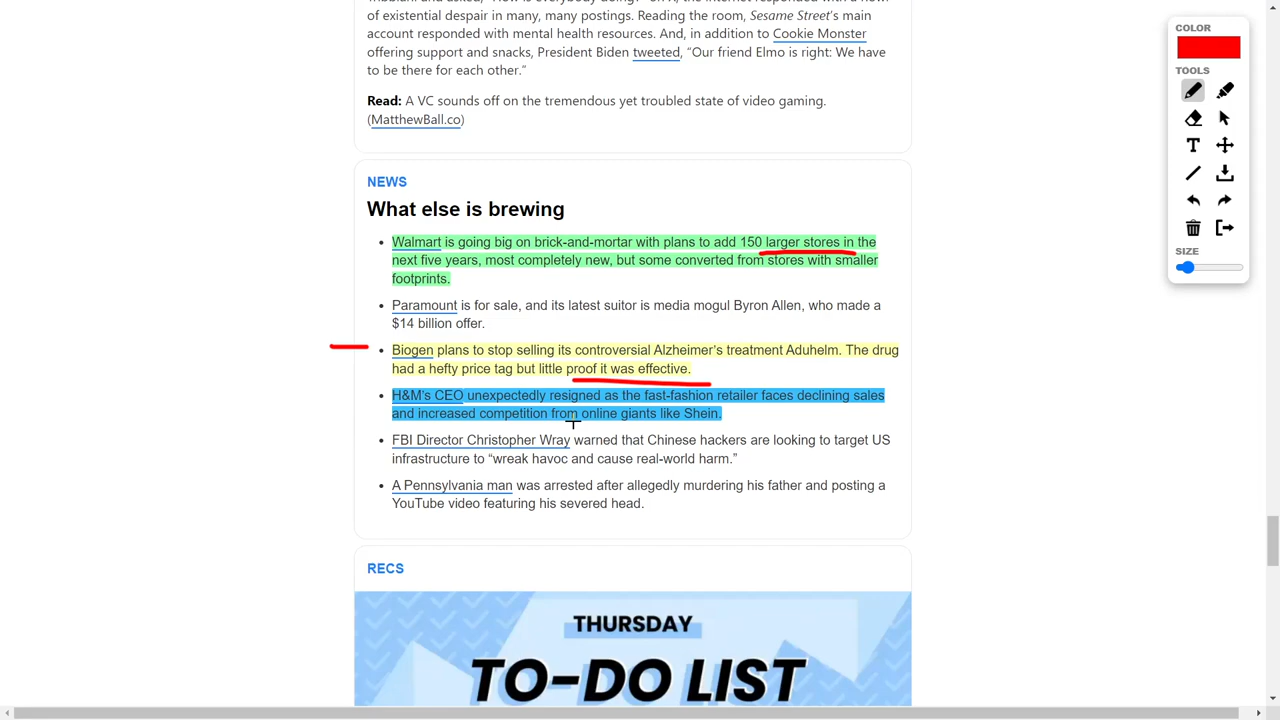 of existential despair in many, many postings. Reading the room, Sesame Street's main
account responded with mental health resources. And, in addition to Cookie Monster
offering support and snacks, President Biden tweeted, “Our friend Elmo is right: We have
to be there for each other.”
Read: A VC sounds off on the tremendous yet troubled state of video gaming.
(MatthewBall.co)
NEWS
What else is brewing
• Walmart is going big on brick-and-mortar with plans to add 150 larger stores in the
next five years, most completely new, but some converted from stores with smaller
footprints.
• Paramount is for sale, and its latest suitor is media mogul Byron Allen, who made a
$14 billion offer.
• Biogen plans to stop selling its controversial Alzheimer's treatment Aduhelm. The drug
had a hefty price tag but little proof it was effective.
• H&M's CEO unexpectedly resigned as the fast-fashion retailer faces declining sales
and increased competition from online giants like Shein.
• FBI Director Christopher Wray warned that Chinese hackers are looking to target US
infrastructure to “wreak havoc and cause real-world harm.”
• A Pennsylvania man was arrested after allegedly murdering his father and posting a
YouTube video featuring his severed head.
RECS
THURSDAY
TO-DO LIST
COLOR
TOOLS
T
SIZE